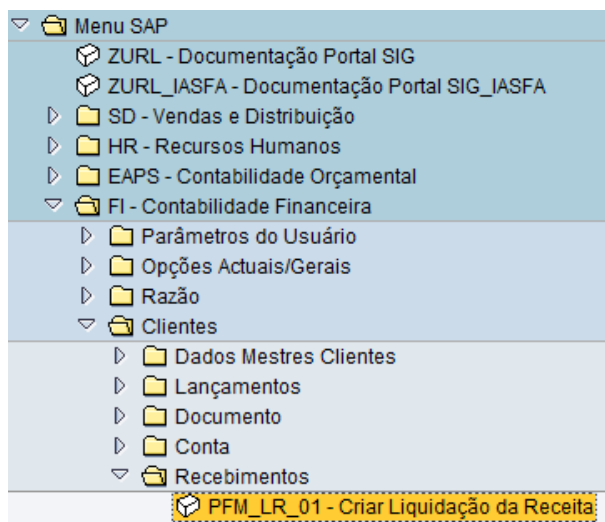 Menu SAP
ZURL - Documentação Portal SIG
ZURL_IASFA - Documentação Portal SIG_IASFA
SD - Vendas e Distribuição
HR - Recursos Humanos
EAPS - Contabilidade Orçamental
FI - Contabilidade Financeira
Parâmetros do Usuário
Opções Actuais/Gerais
Razão
Clientes
Dados Mestres Clientes
Lançamentos
Documento
Conta
Recebimentos
PFM_LR_01 - Criar Liquidação da Receita